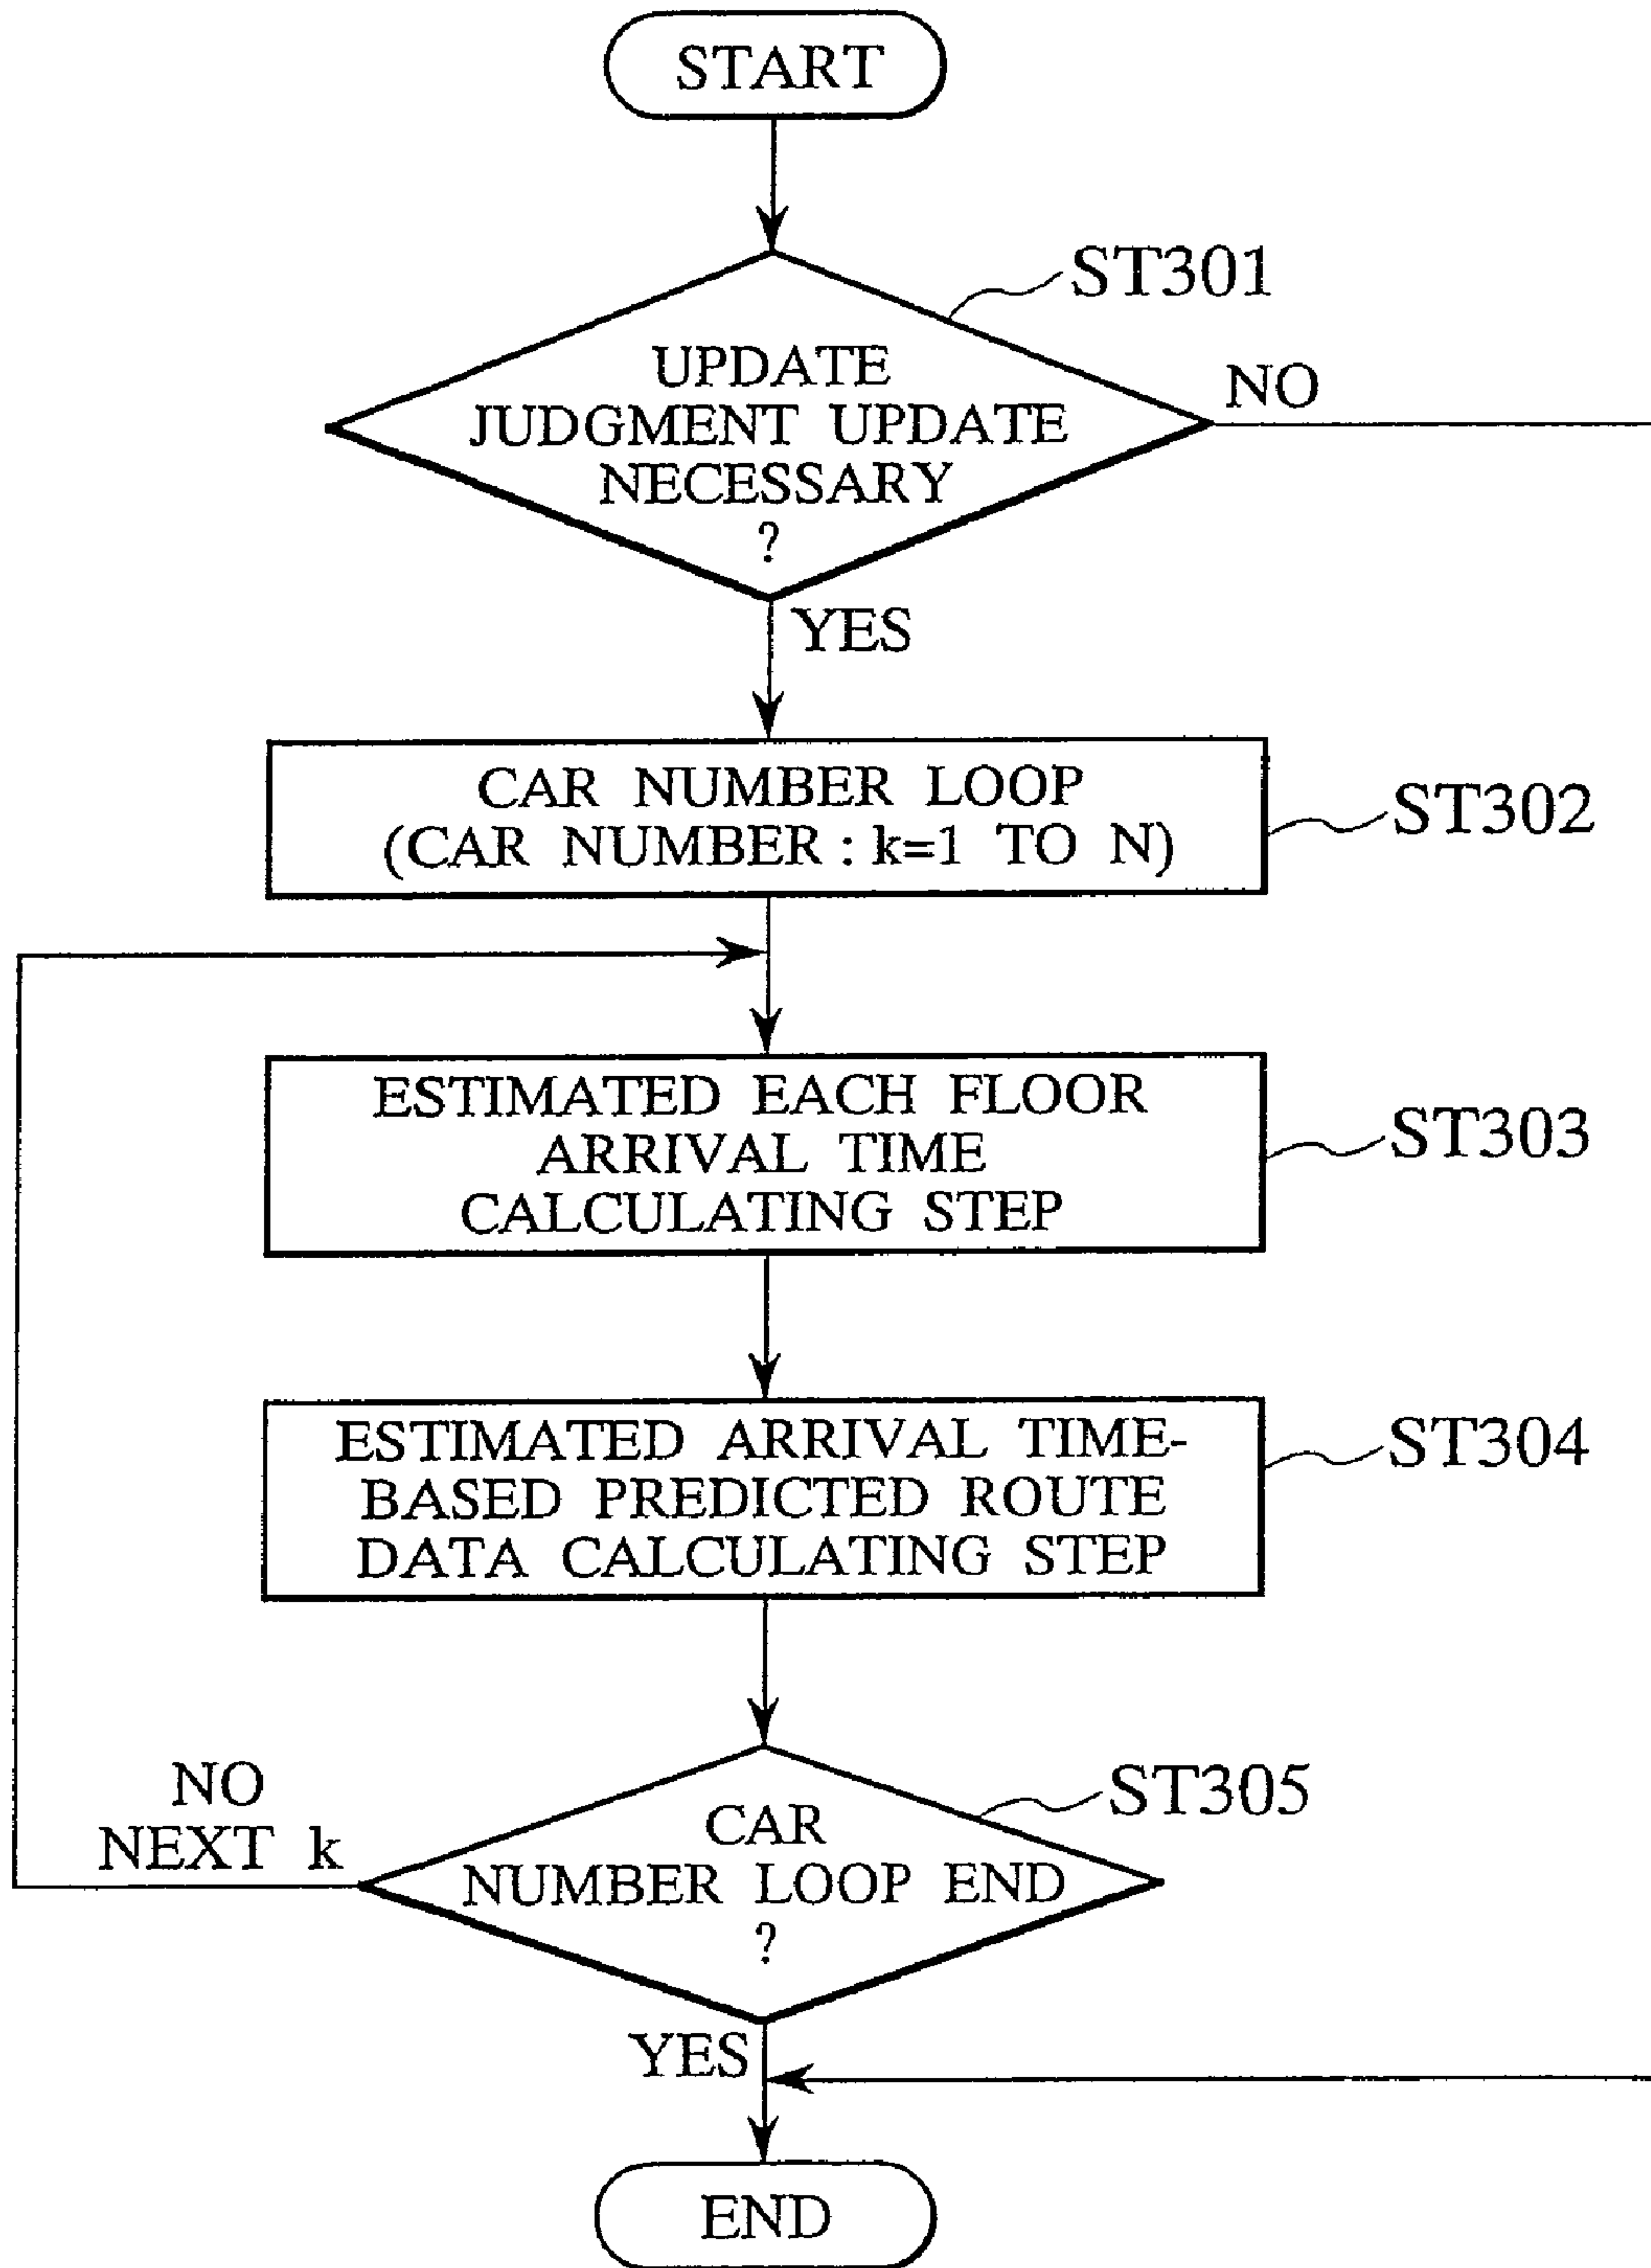 START
ST301
UPDATE
JUDGMENT UPDATE
NECESSARY
?
NO
YES
CAR NUMBER LOOP
(CAR NUMBER : k=1 TO N)
ST302
ESTIMATED EACH FLOOR
ARRIVAL TIME
CALCULATING STEP
ST303
ESTIMATED ARRIVAL TIME-
BASED PREDICTED ROUTE
DATA CALCULATING STEP
ST304
ST305
NO
NEXT k
CAR
NUMBER LOOP END
?
YES
END